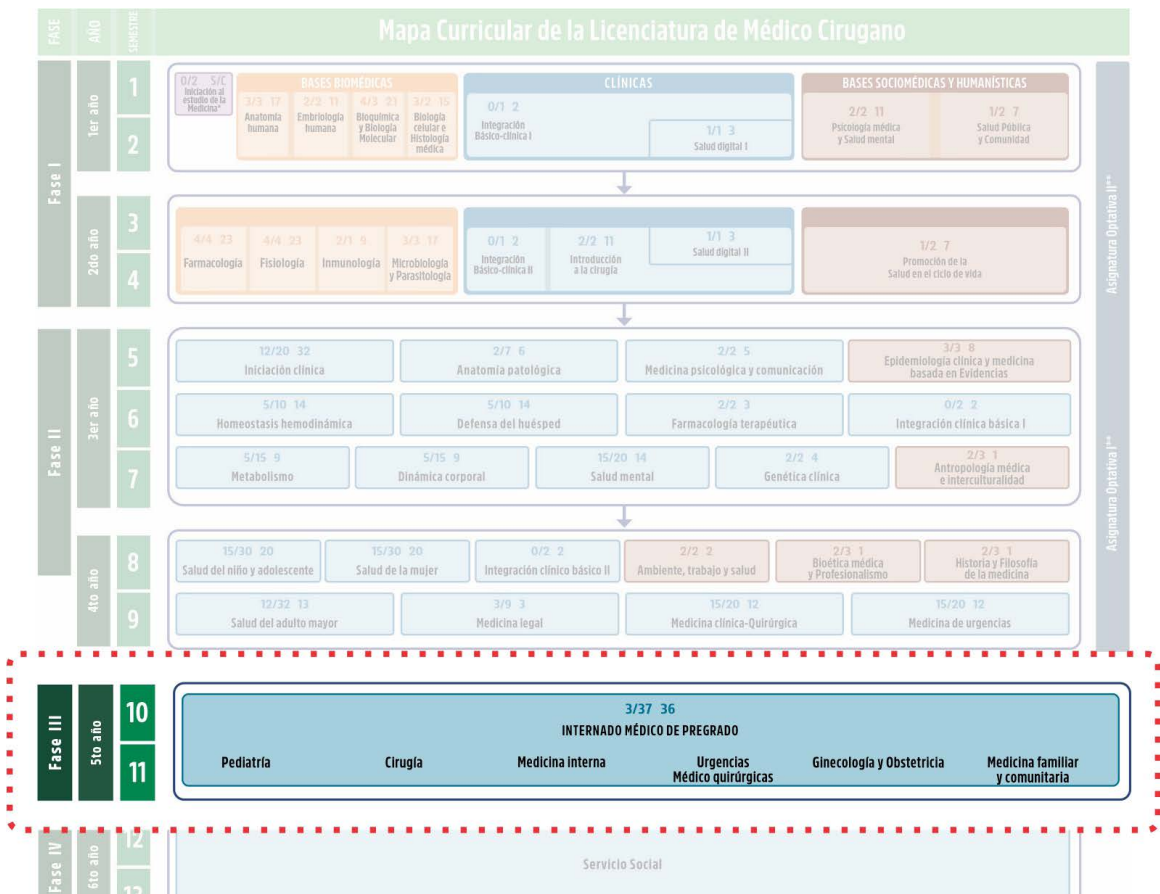 FASE
AÑO
SEMESTRE
Mapa Curricular de la Licenciatura de Médico Cirugano
Fase I
1er año
1
2
0/2 S/C
Iniciación al
estudio de la
Medicina*
BASES BIOMÉDICAS
3/3 17
Anatomía
humana
2/2 11
Embriología
humana
4/3 21
Bioquímica
y Biología
Molecular
3/2 15
Biología
celular e
Histología
médica
CLÍNICAS
0/1 2
Integración
Básico-clínica I
1/1 3
Salud digital I
BASES SOCIOMÉDICAS Y HUMANÍSTICAS
2/2 11
Psicología médica
y Salud mental
1/2 7
Salud Pública
y Comunidad
Asignatura Optativa II**
2do año
3
4
4/4 23
Farmacología
4/4 23
Fisiología
2/1 9
Inmunología
3/3 17
Microbiología
y Parasitología
0/1 2
Integración
Básico-clínica II
2/2 11
Introducción
a la cirugía
1/1 3
Salud digital II
1/2 7
Promoción de la
Salud en el ciclo de vida
Fase II
3er año
5
6
7
12/20 32
Iniciación clínica
2/7 6
Anatomía patológica
2/2 5
Medicina psicológica y comunicación
3/3 8
Epidemiología clínica y medicina
basada en Evidencias
5/10 14
Homeostasis hemodinámica
5/10 14
Defensa del huésped
2/2 3
Farmacología terapéutica
0/2 2
Integración clínica básica I
5/15 9
Metabolismo
5/15 9
Dinámica corporal
15/20 14
Salud mental
2/2 4
Genética clínica
2/3 1
Antropología médica
e interculturalidad
Asignatura Optativa I**
4to año
8
9
15/30 20
Salud del niño y adolescente
15/30 20
Salud de la mujer
0/2 2
Integración clínico básico II
2/2 2
Ambiente, trabajo y salud
2/3 1
Bioética médica
y Profesionalismo
2/3 1
Historia y Filosofía
de la medicina
12/32 13
Salud del adulto mayor
3/9 3
Medicina legal
15/20 12
Medicina clínica-Quirúrgica
15/20 12
Medicina de urgencias
Fase III
5to año
10
11
3/37 36
INTERNADO MÉDICO DE PREGRADO
Pediatría
Cirugía
Medicina interna
Urgencias
Médico quirúrgicas
Ginecología y Obstetricia
Medicina familiar
y comunitaria
Fase IV
6to año
12
13
Servicio Social